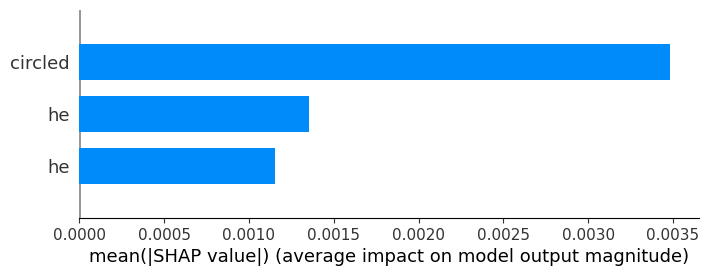 circled
he
he
0.0000 0.0005 0.0010 0.0015 0.0020 0.0025 0.0030 0.0035
mean(|SHAP value|) (average impact on model output magnitude)